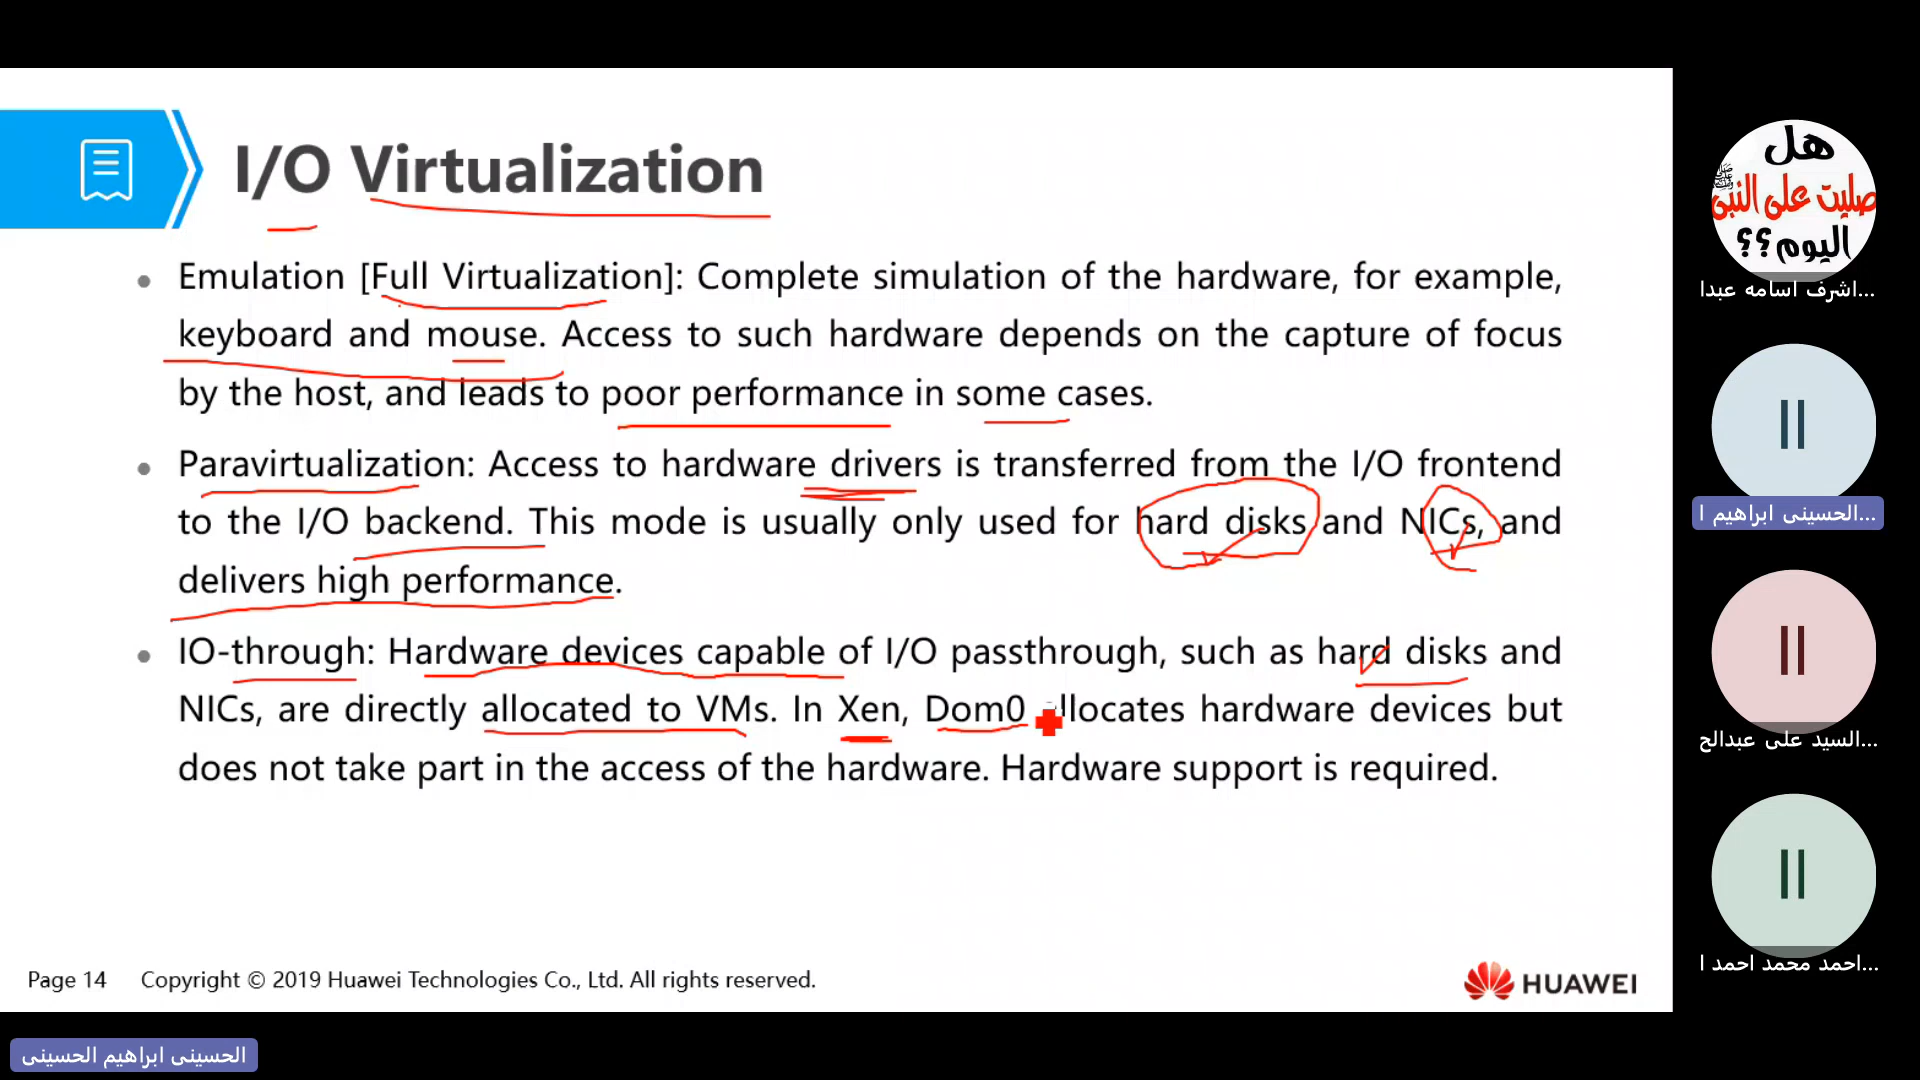 I/O Virtualization
Emulation [Full Virtualization]: Complete simulation of the hardware, for example,
keyboard and mouse. Access to such hardware depends on the capture of focus
by the host, and leads to poor performance in some cases.
Paravirtualization: Access to hardware drivers is transferred from the I/O frontend
to the I/O backend. This mode is usually only used for hard disks and NICs, and
delivers high performance.
IO-through: Hardware devices capable of I/O passthrough, such as hard disks and
NICs, are directly allocated to VMs. In Xen, Dom0 allocates hardware devices but
does not take part in the access of the hardware. Hardware support is required.
Page 14 Copyright © 2019 Huawei Technologies Co., Ltd. All rights reserved.
HUAWEI
هل
صليت على النبي
اليوم؟؟
اشرف اسامه عبدا...
الحسينى ابراهيم ا...
السيد على عبدالح...
احمد محمد احمد ا...
الحسينى ابراهيم الحسينى